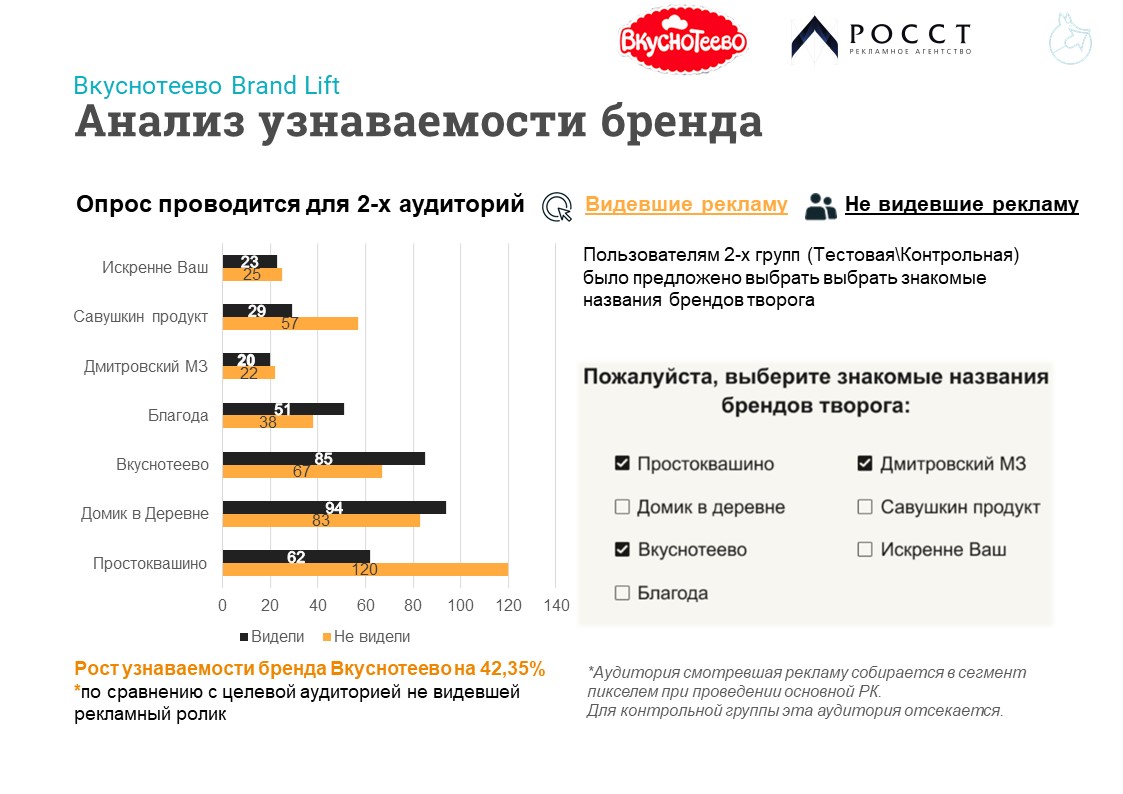 ВКУСНОТЕЕВО
РОССТ
РЕКЛАМНОЕ АГЕНТСТВО
Вкуснотеево Brand Lift
Анализ узнаваемости бренда
Опрос проводится для 2-х аудиторий
Видевшие рекламу
Не видевшие рекламу
Искренне Ваш
23
25
Савушкин продукт
29
57
Дмитровский МЗ
20
22
Благода
51
38
Вкуснотеево
85
67
Домик в Деревне
94
83
Простоквашино
62
120
0 20 40 60 80 100 120 140
Видели Не видели
Рост узнаваемости бренда Вкуснотеево на 42,35%
*по сравнению с целевой аудиторией не видевшей
рекламный ролик
Пользователям 2-х групп (Тестовая\Контрольная)
было предложено выбрать выбрать знакомые
названия брендов творога
Пожалуйста, выберите знакомые названия
брендов творога:
Простоквашино
Домик в деревне
Вкуснотеево
Благода
Дмитровский МЗ
Савушкин продукт
Искренне Ваш
*Аудитория смотревшая рекламу собирается в сегмент
пикселем при проведении основной РК.
Для контрольной группы эта аудитория отсекается.